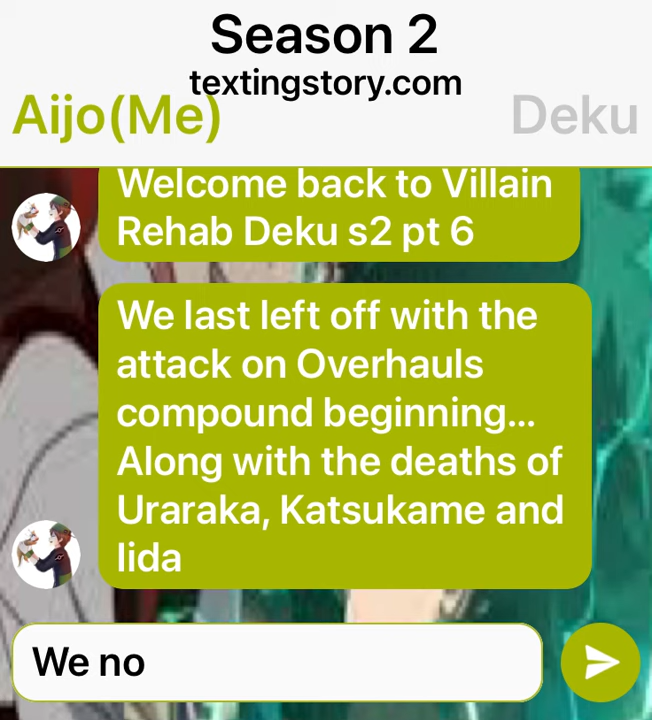 Season 2
textingstory.com
Aijo(Me)
Deku
Welcome back to Villain
Rehab Deku s2 pt 6
We last left off with the
attack on Overhauls
compound beginning...
Along with the deaths of
Uraraka, Katsukame and
Iida
We no